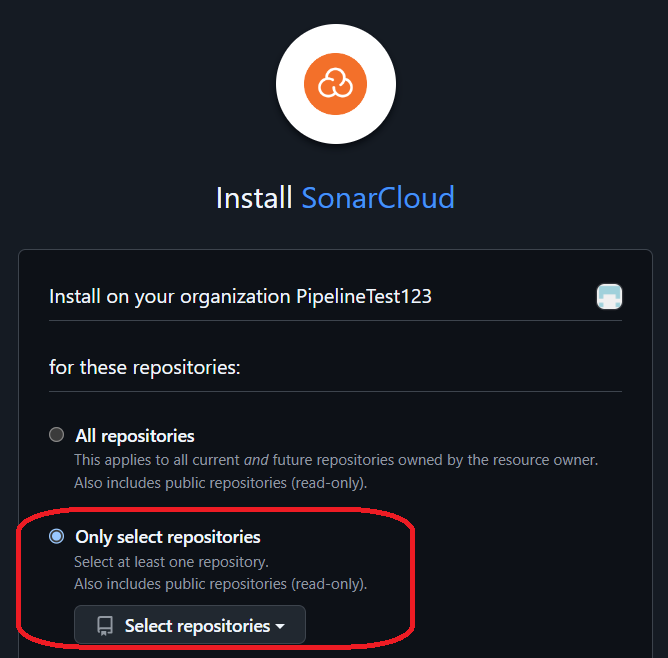 Install SonarCloud
Install on your organization PipelineTest123
for these repositories:
All repositories
This applies to all current and future repositories owned by the resource owner.
Also includes public repositories (read-only).
Only select repositories
Select at least one repository.
Also includes public repositories (read-only).
Select repositories